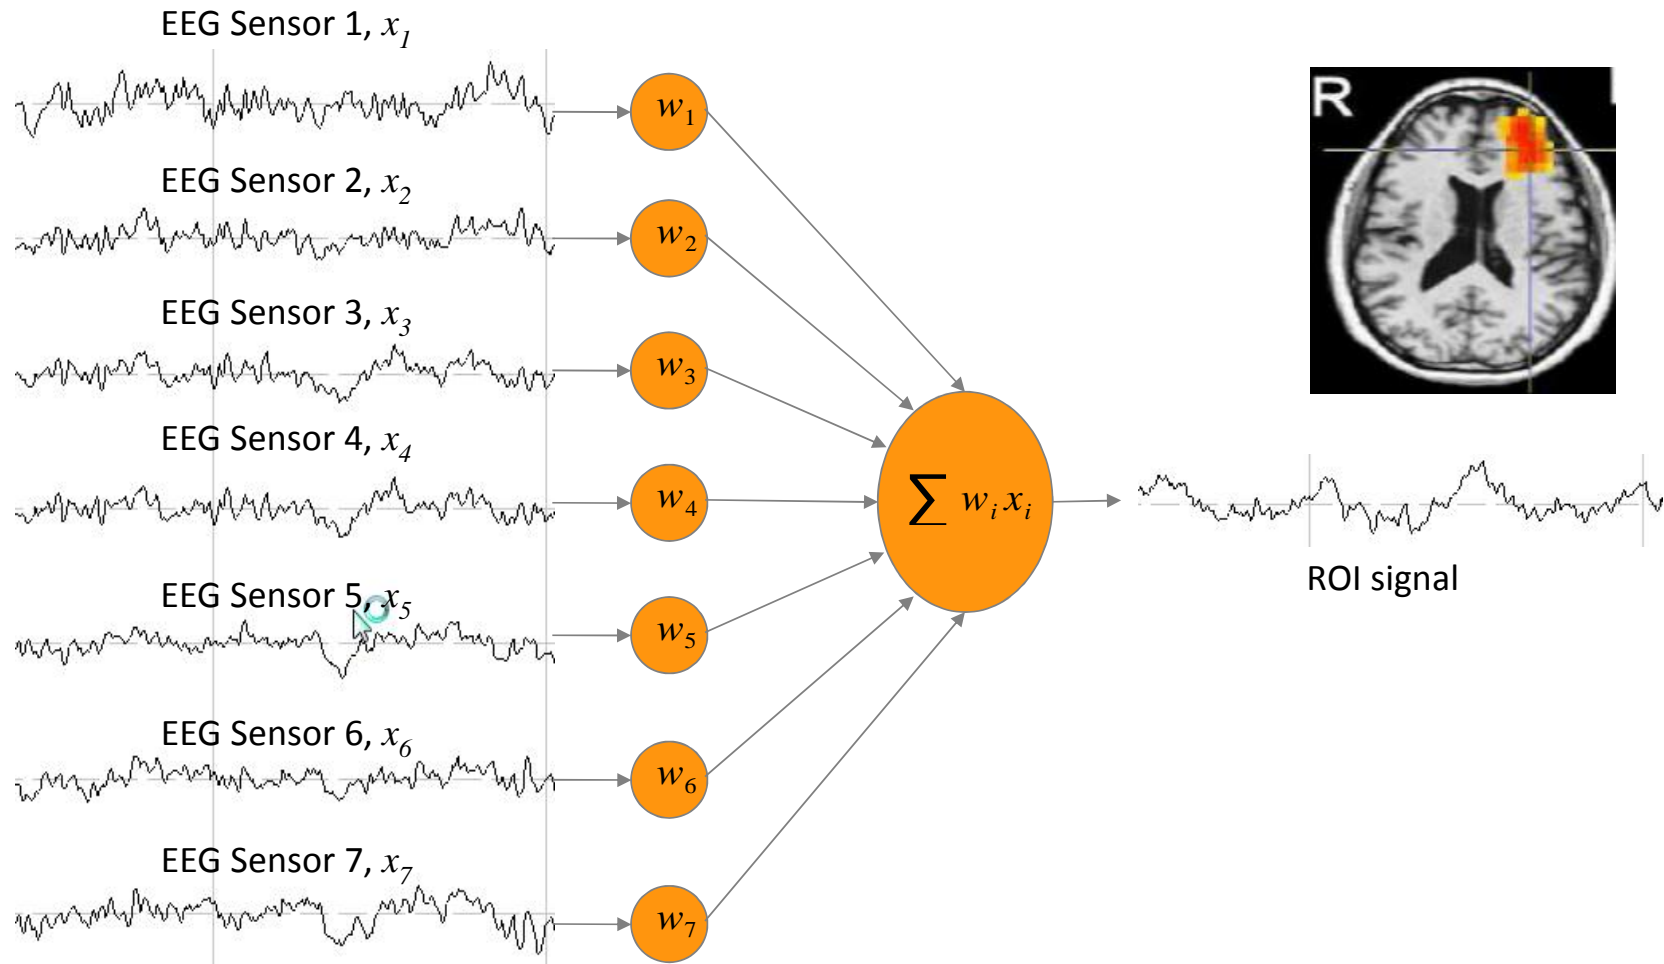 EEG Sensor 1, x₁
w₁
R
EEG Sensor 2, x₂
w₂
EEG Sensor 3, x₃
w₃
EEG Sensor 4, x₄
w₄
∑ wᵢxᵢ
ROI signal
EEG Sensor 5, x₅
w₅
EEG Sensor 6, x₆
w₆
EEG Sensor 7, x₇
w₇